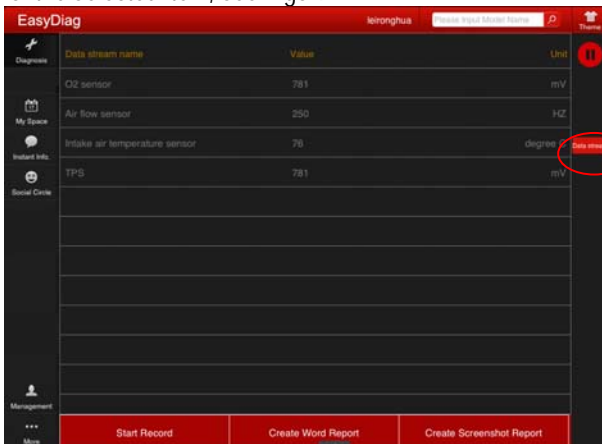 EasyDiag leironghua Please Input Model Name Theme
Diagnosis
Data stream name Value Unit
O2 sensor 781 mV
My Space
Air flow sensor 250 HZ
Instant Info.
Intake air temperature sensor 76 degree C
Data
Social Circle
TPS 781 mV
Management
More
Start Record Create Word Report Create Screenshot Report